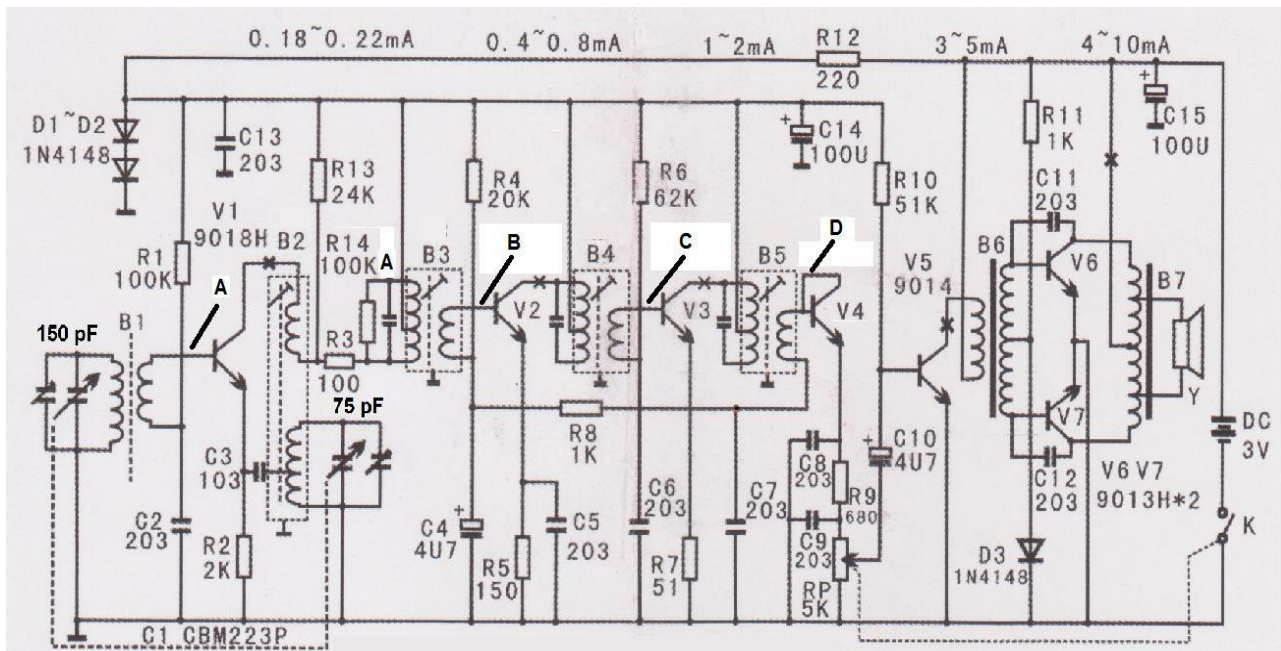 0.18~0.22mA
0.4~0.8mA
1~2mA
R12
220
3~5mA
4~10mA
D1~D2
1N4148
C13
203
R13
24K
R4
20K
R6
62K
C14
100U
R10
51K
R11
1K
C15
100U
C11
203
V1
9018H
B2
R14
100K
A
B3
B
B4
C
B5
D
R1
100K
A
V2
V3
V4
V5
9014
B6
V6
B7
150 pF
B1
R3
100
75 pF
R8
1K
V7
Y
DC
3V
C3
103
C10
4U7
C8
203
R9
680
C12
203
V6 V7
9013H*2
C2
203
R2
2K
C4
4U7
R5
150
C5
203
C6
203
R7
51
C7
203
C9
203
RP
5K
D3
1N4148
K
C1 CBM223P